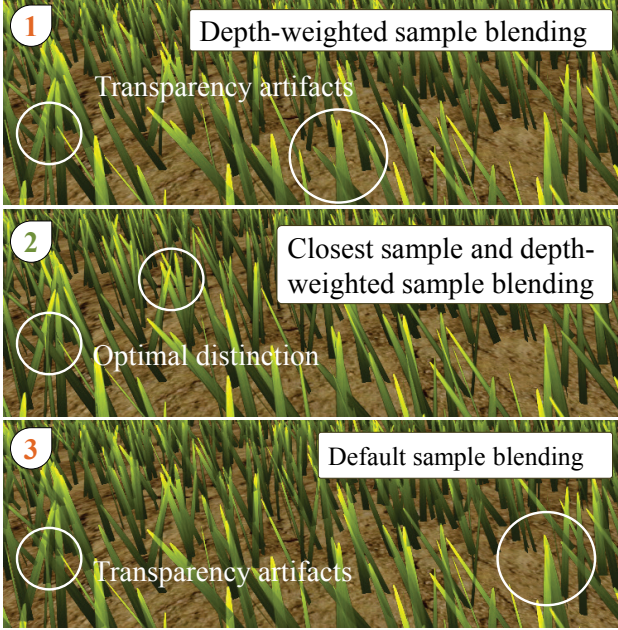 1
Depth-weighted sample blending
Transparency artifacts
2
Closest sample and depth-
weighted sample blending
Optimal distinction
3
Default sample blending
Transparency artifacts